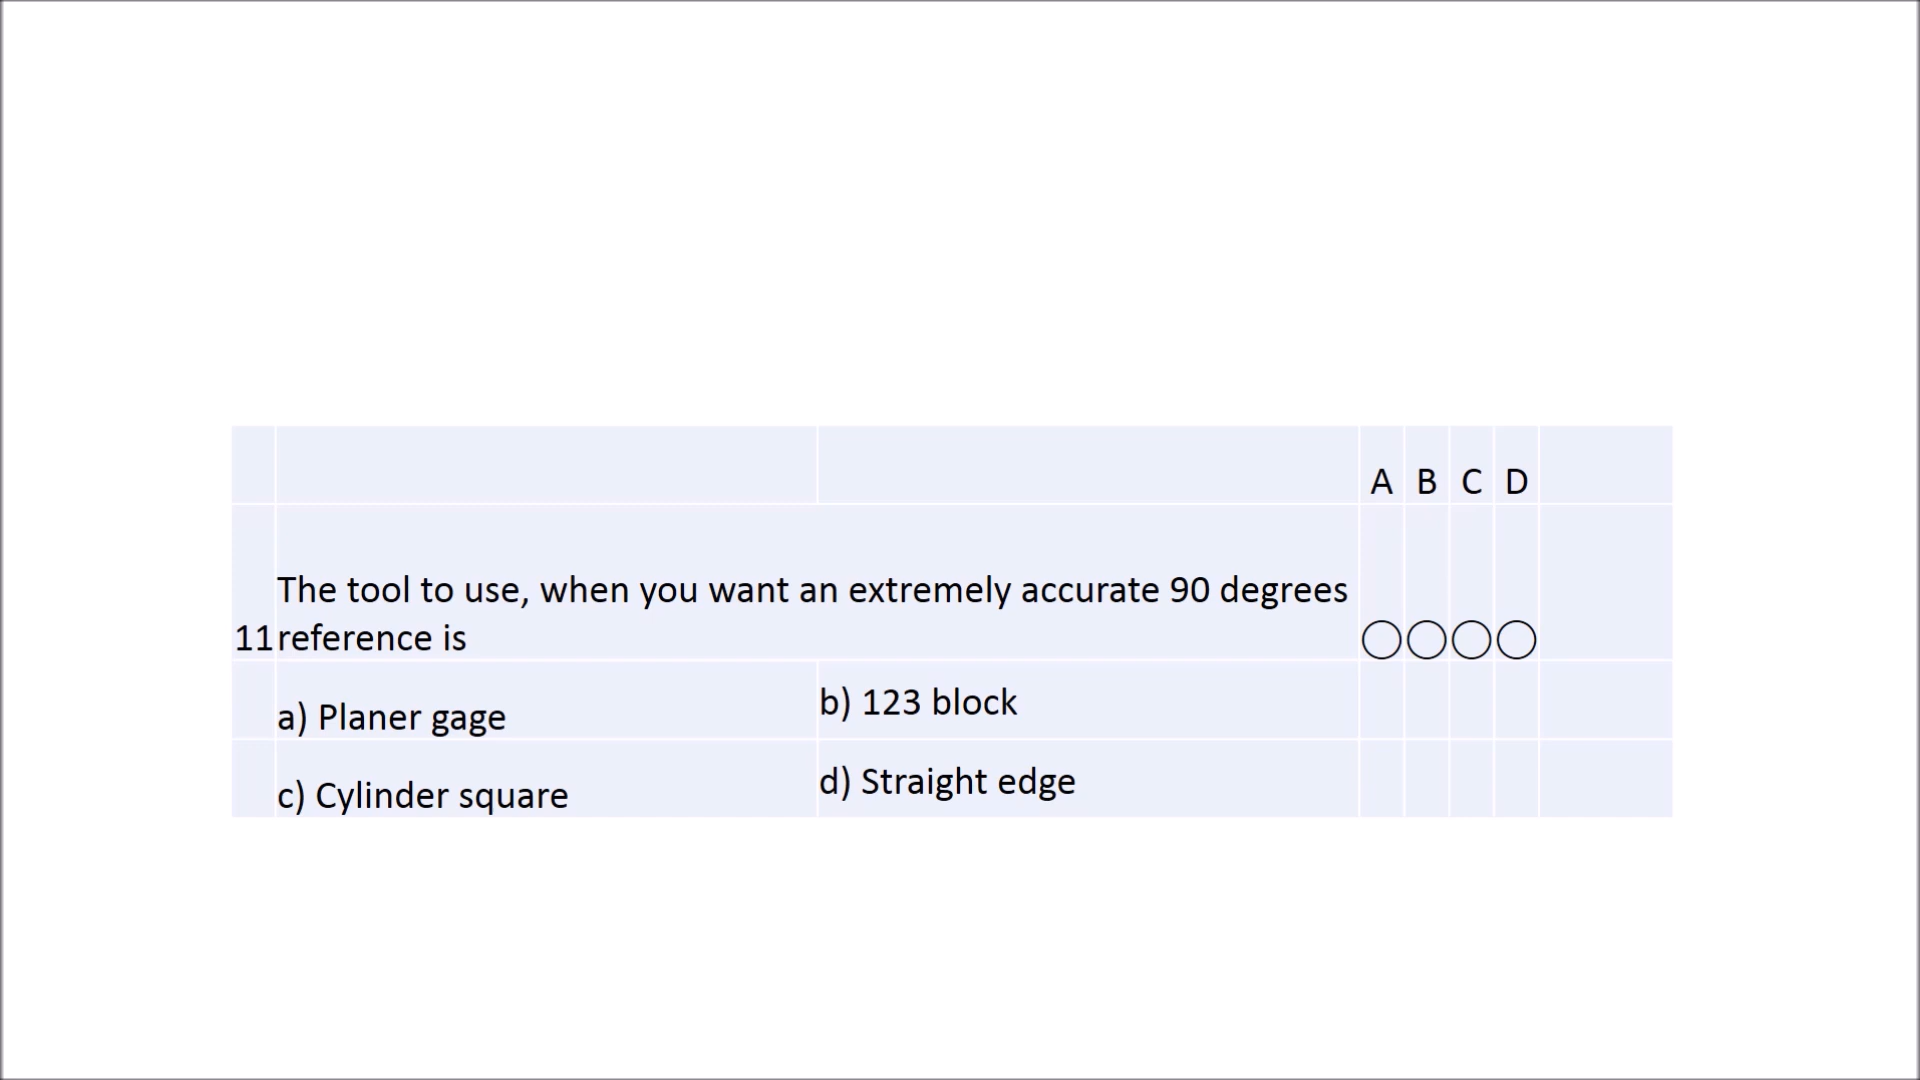 A B C D
The tool to use, when you want an extremely accurate 90 degrees
11 reference is
a) Planer gage
b) 123 block
c) Cylinder square
d) Straight edge